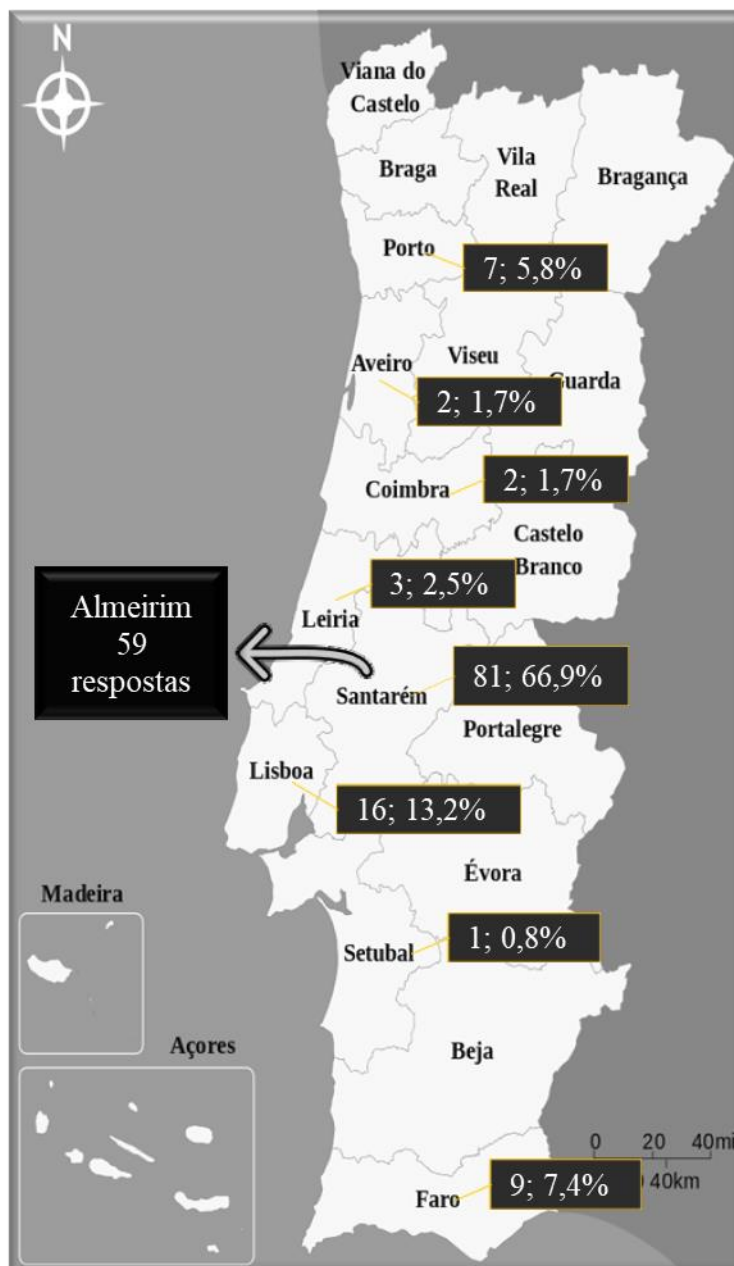 N
Viana do
Castelo
Braga
Vila
Real
Bragança
Porto
7; 5,8%
Aveiro
Viseu
Guarda
2; 1,7%
Coimbra
2; 1,7%
Castelo
Branco
3; 2,5%
Leiria
Almeirim
59
respostas
Santarém
81; 66,9%
Portalegre
Lisboa
16; 13,2%
Évora
Madeira
Setubal
1; 0,8%
Açores
Beja
0 20 40mi
40km
Faro
9; 7,4%